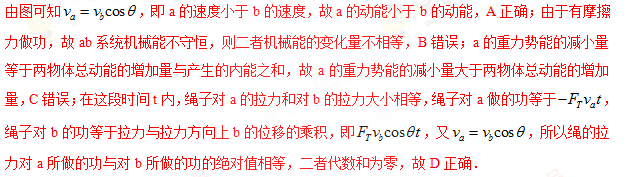 由图可知 vₐ = v_b cosθ，即 a 的速度小于 b 的速度，故 a 的动能小于 b 的动能，A 正确；由于有摩擦
力做功，故 ab 系统机械能不守恒，则二者机械能的变化量不相等，B 错误；a 的重力势能的减小量
等于两物体总动能的增加量与产生的内能之和，故 a 的重力势能的减小量大于两物体总动能的增加
量，C 错误；在这段时间 t 内，绳子对 a 的拉力和对 b 的拉力大小相等，绳子对 a 做的功等于 −F_T vₐ t，
绳子对 b 的功等于拉力与拉力方向上 b 的位移的乘积，即 F_T v_b cosθ t，又 vₐ = v_b cosθ，所以绳的拉
力对 a 所做的功与对 b 所做的功的绝对值相等，二者代数和为零，故 D 正确．